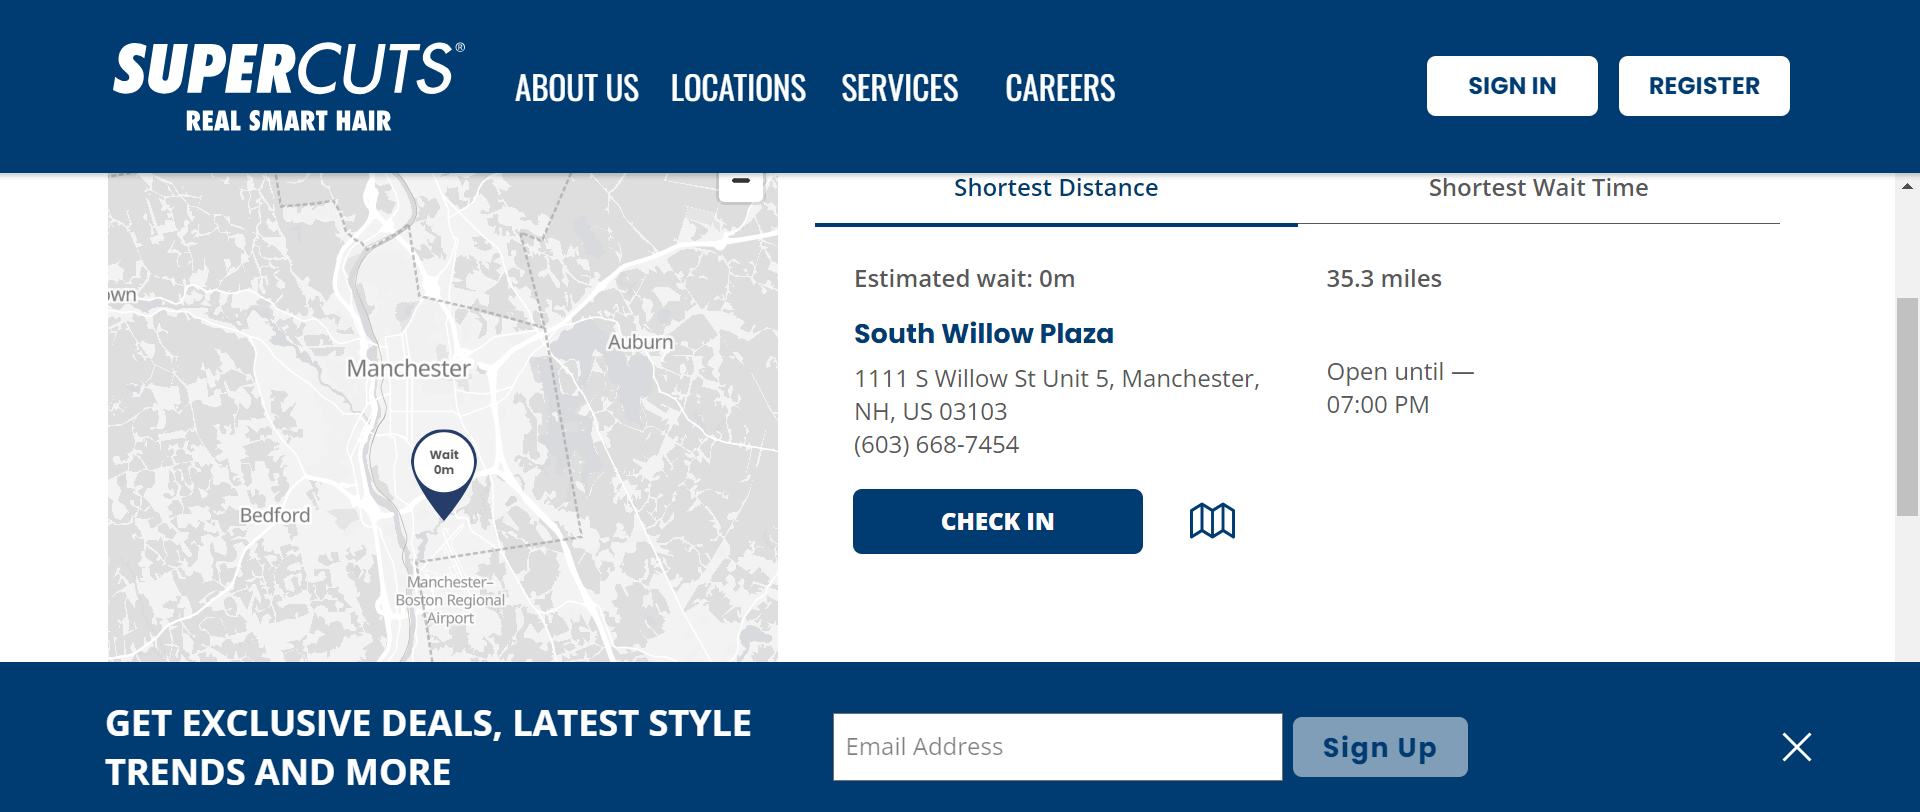 SUPERCUTS®
REAL SMART HAIR
ABOUT US
LOCATIONS
SERVICES
CAREERS
SIGN IN
REGISTER
Shortest Distance
Shortest Wait Time
Manchester
Auburn
Wait
0m
Bedford
Manchester–
Boston Regional
Airport
Estimated wait: 0m
35.3 miles
South Willow Plaza
1111 S Willow St Unit 5, Manchester,
NH, US 03103
(603) 668-7454
Open until —
07:00 PM
CHECK IN
GET EXCLUSIVE DEALS, LATEST STYLE
TRENDS AND MORE
Email Address
Sign Up